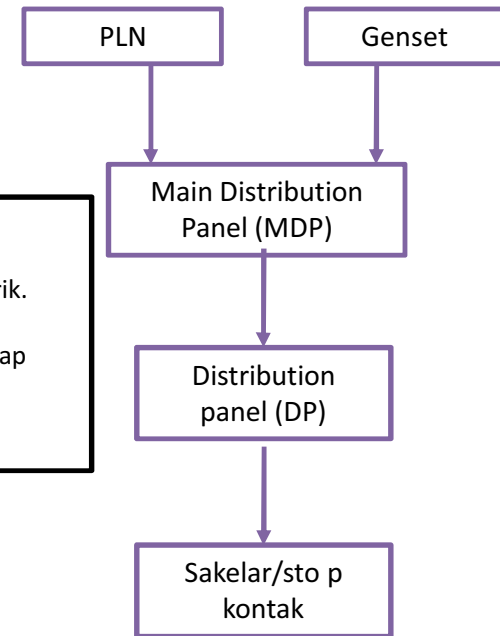 PLN
Genset
Main Distribution
Panel (MDP)
rik.
ap
Distribution
panel (DP)
Sakelar/sto p
kontak